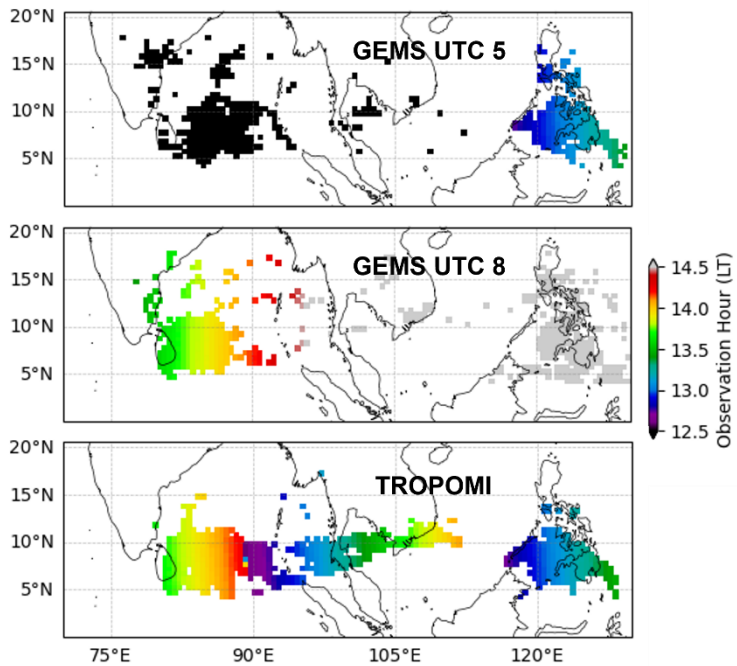 20°N
GEMS UTC 5
15°N
10°N
5°N
20°N
GEMS UTC 8
15°N
10°N
5°N
14.5
14.0
13.5
13.0
12.5
Observation Hour (LT)
20°N
TROPOMI
15°N
10°N
5°N
75°E 90°E 105°E 120°E